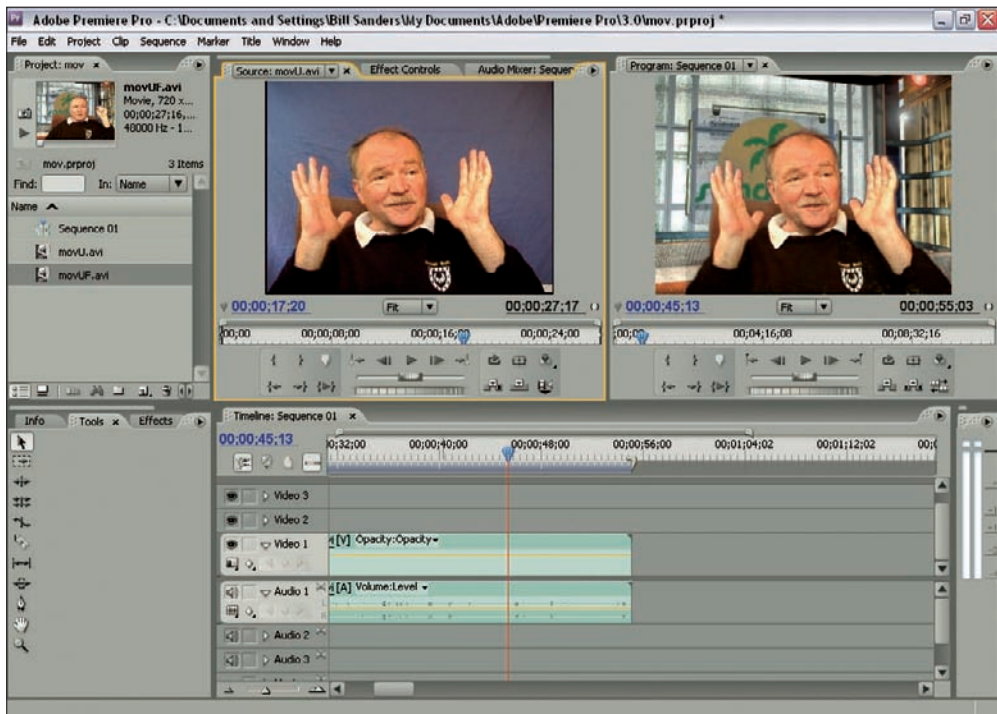 Adobe Premiere Pro - C:\Documents and Settings\Bill Sanders\My Documents\Adobe\Premiere Pro\3.0\mov.prproj *
File Edit Project Clip Sequence Marker Title Window Help
Project: mov
movUF.avi
Movie, 720 x...
00;00;27;16,...
48000 Hz - 1...
mov.prproj 3 Items
Find: In: Name
Name
Sequence 01
movU.avi
movUF.avi
Source: movU.avi Effect Controls Audio Mixer: Sequer
00;00;17;20 Fit 00;00;27;17
00;00 00;00;08;00 00;00;16;00 00;00;24;00
Program: Sequence 01
00;00;45;13 Fit 00;00;55;03
00;00 00;04;16;08 00;08;32;16
Info Tools Effects
Timeline: Sequence 01
00;00;45;13
0;32;00 00;00;40;00 00;00;48;00 00;00;56;00 00;01;04;02 00;01;12;02 00;
Video 3
Video 2
Video 1 [V] Opacity:Opacity
Audio 1 [A] Volume:Level
Audio 2
Audio 3